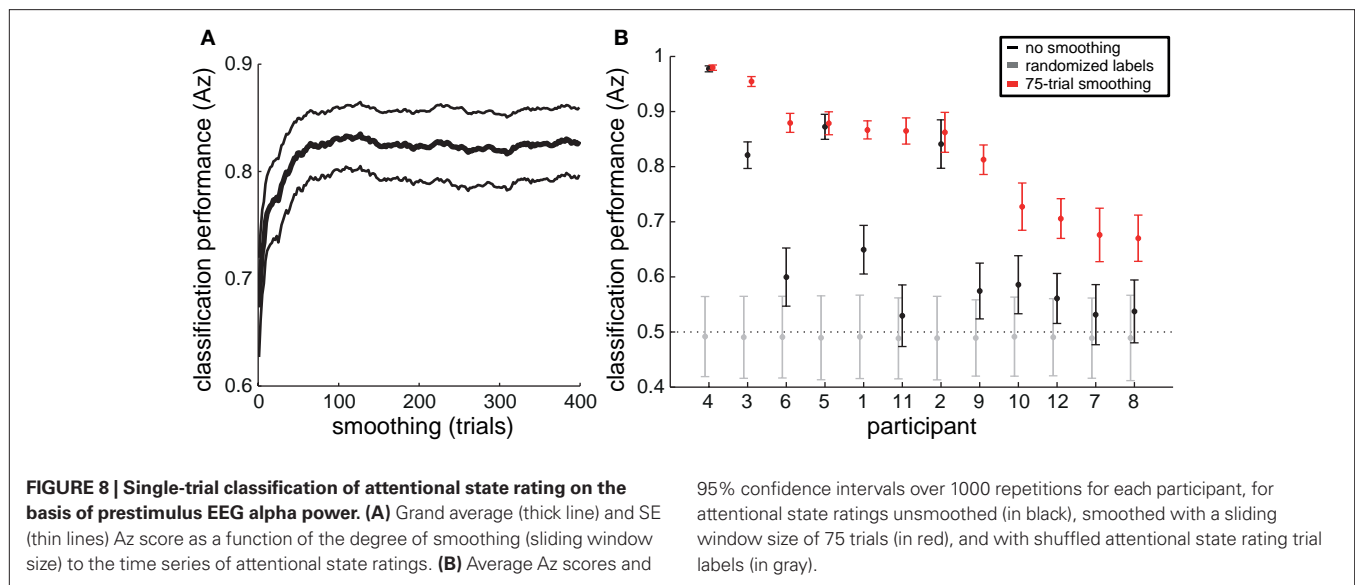 A
classification performance (Az)
0.9
0.8
0.7
0.6
0 100 200 300 400
smoothing (trials)
B
classification performance (Az)
1
0.9
0.8
0.7
0.6
0.5
0.4
no smoothing
randomized labels
75-trial smoothing
4 3 6 5 1 11 2 9 10 12 7 8
participant
FIGURE 8 | Single-trial classification of attentional state rating on the
basis of prestimulus EEG alpha power. (A) Grand average (thick line) and SE
(thin lines) Az score as a function of the degree of smoothing (sliding window
size) to the time series of attentional state ratings. (B) Average Az scores and
95% confidence intervals over 1000 repetitions for each participant, for
attentional state ratings unsmoothed (in black), smoothed with a sliding
window size of 75 trials (in red), and with shuffled attentional state rating trial
labels (in gray).